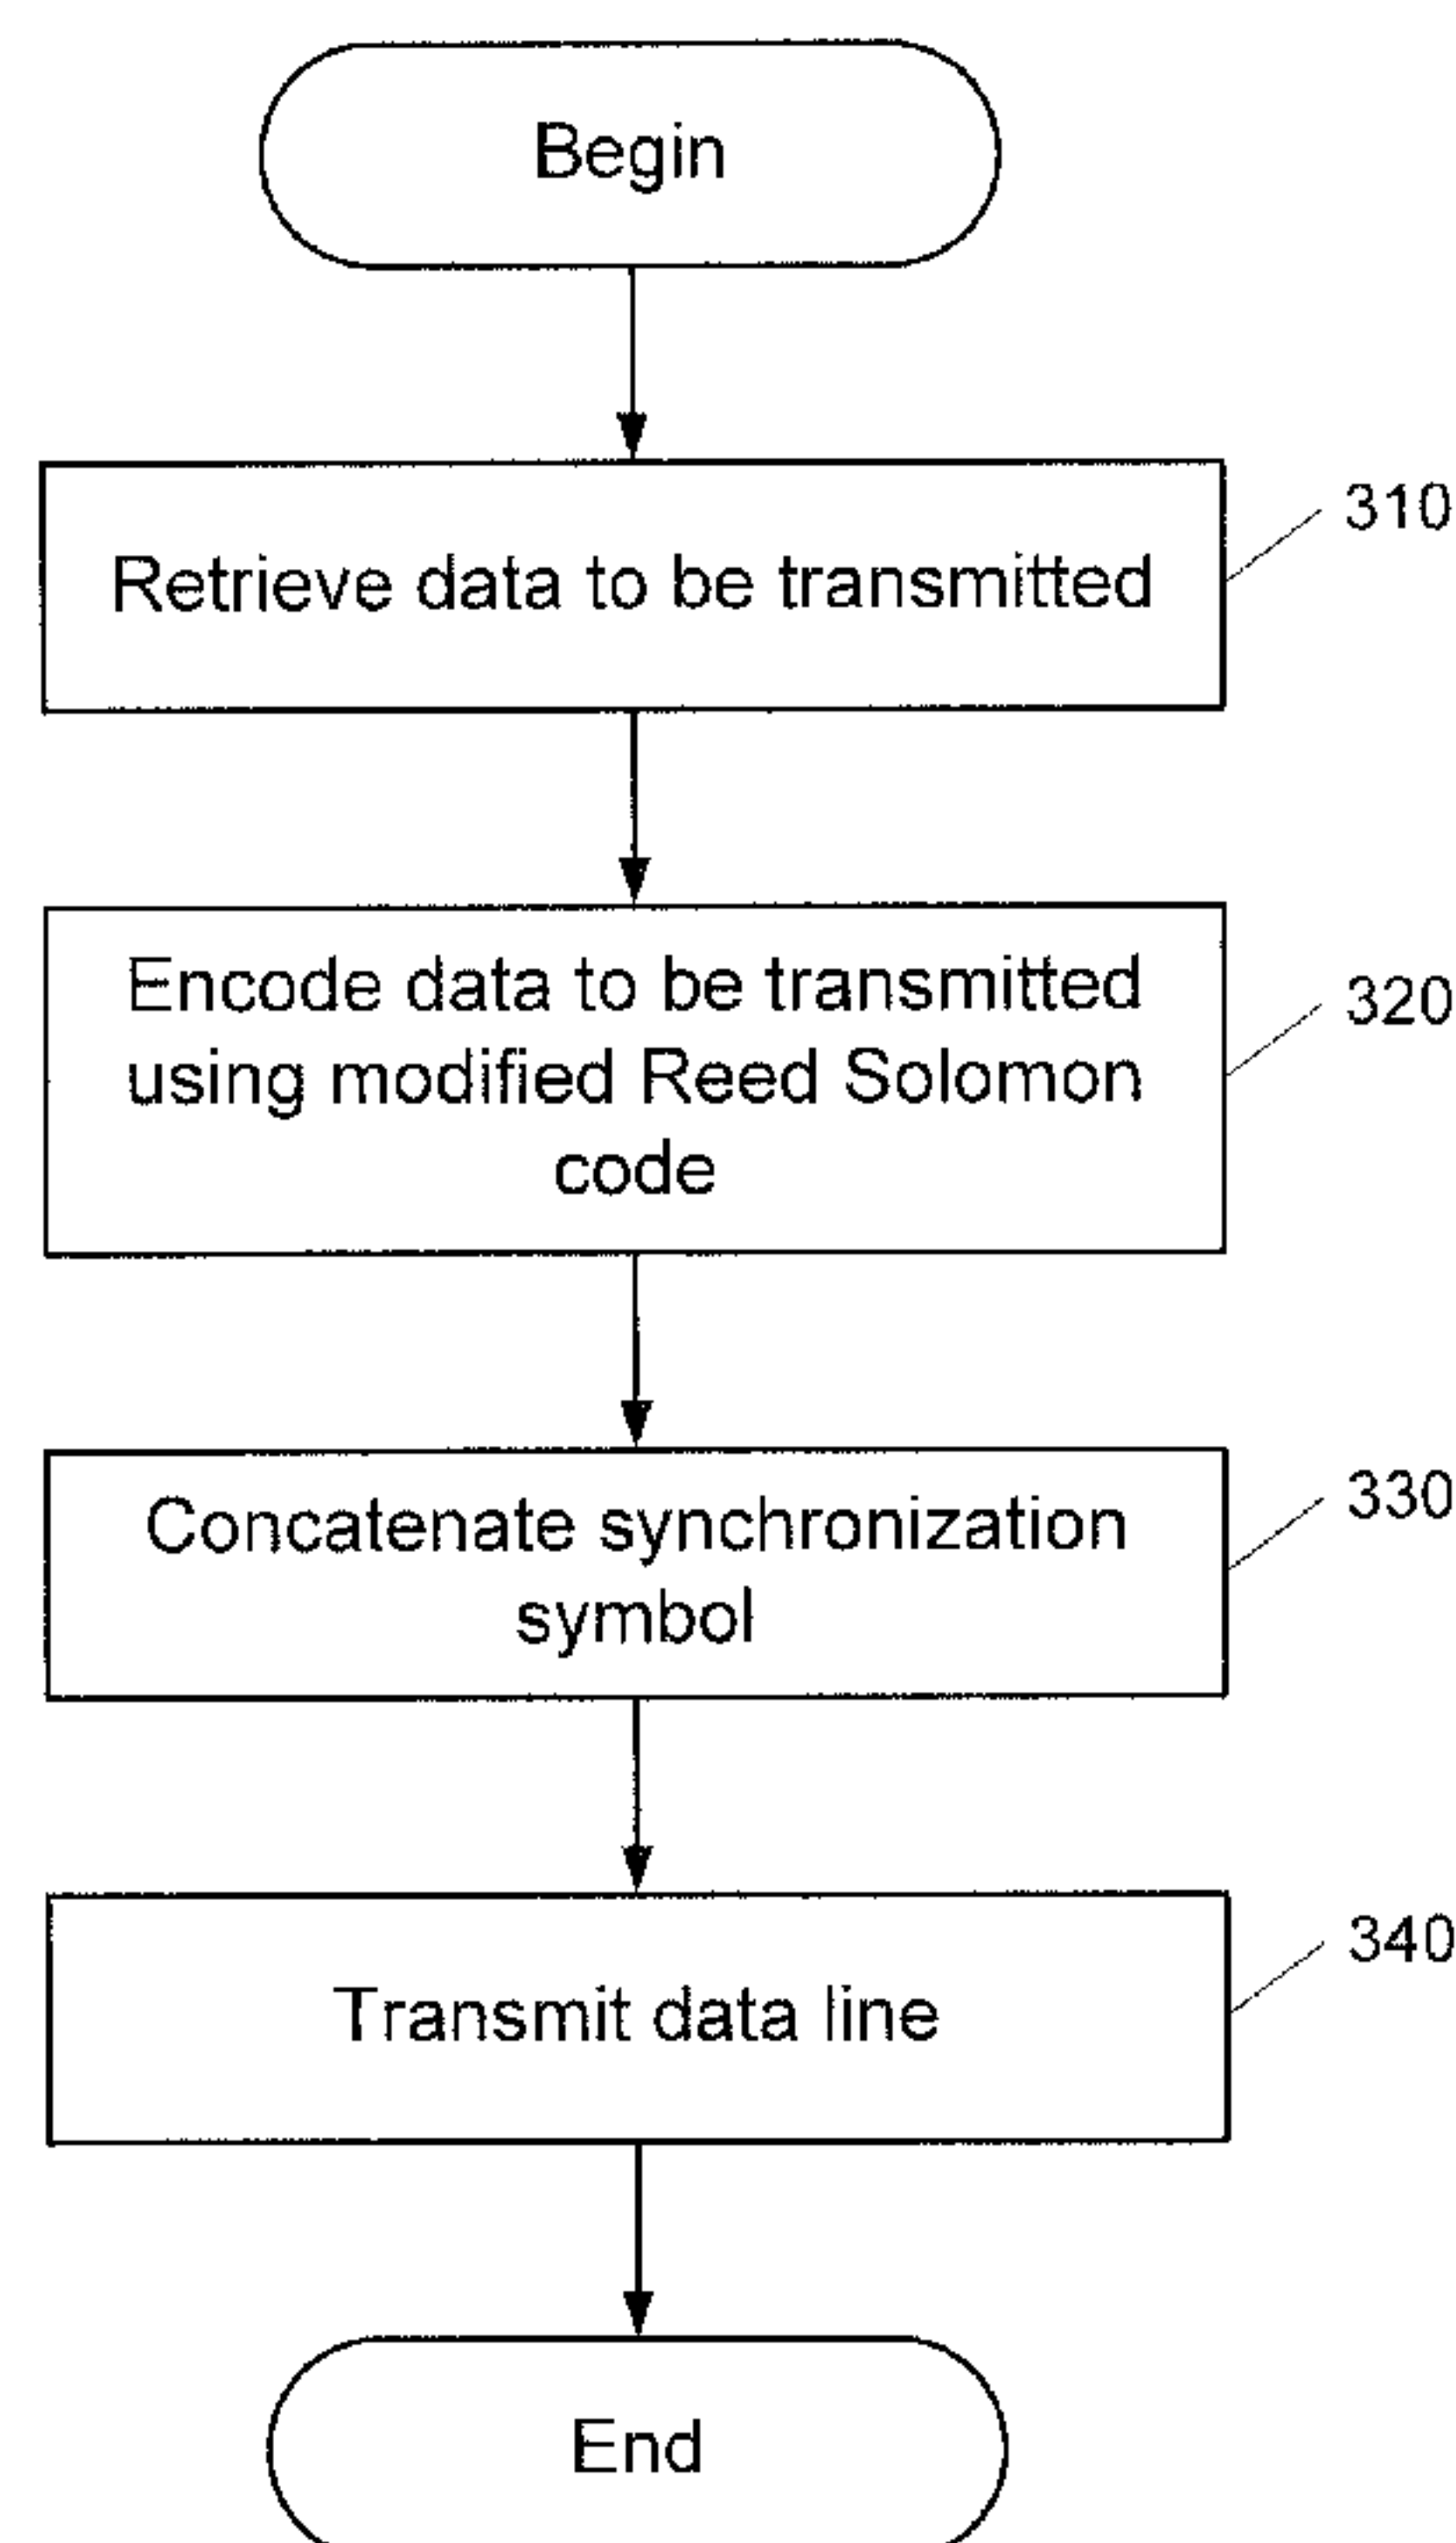 Begin
Retrieve data to be transmitted
310
Encode data to be transmitted
using modified Reed Solomon
code
320
Concatenate synchronization
symbol
330
Transmit data line
340
End